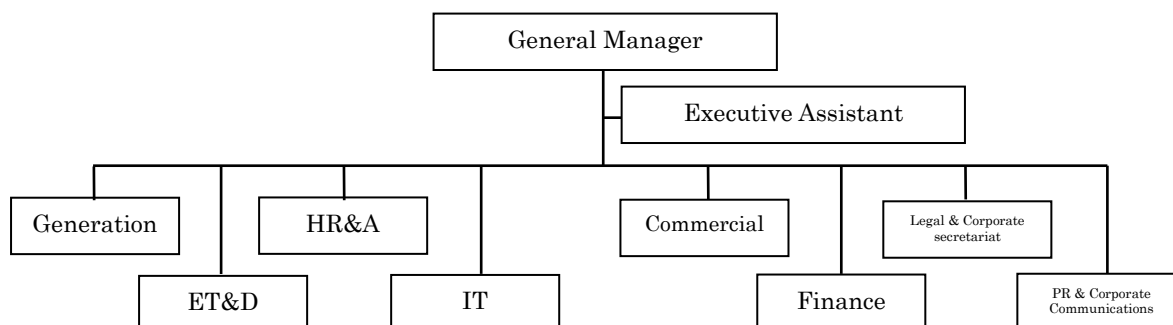 General Manager
Executive Assistant
Generation
HR&A
Commercial
Legal & Corporate
secretariat
ET&D
IT
Finance
PR & Corporate
Communications